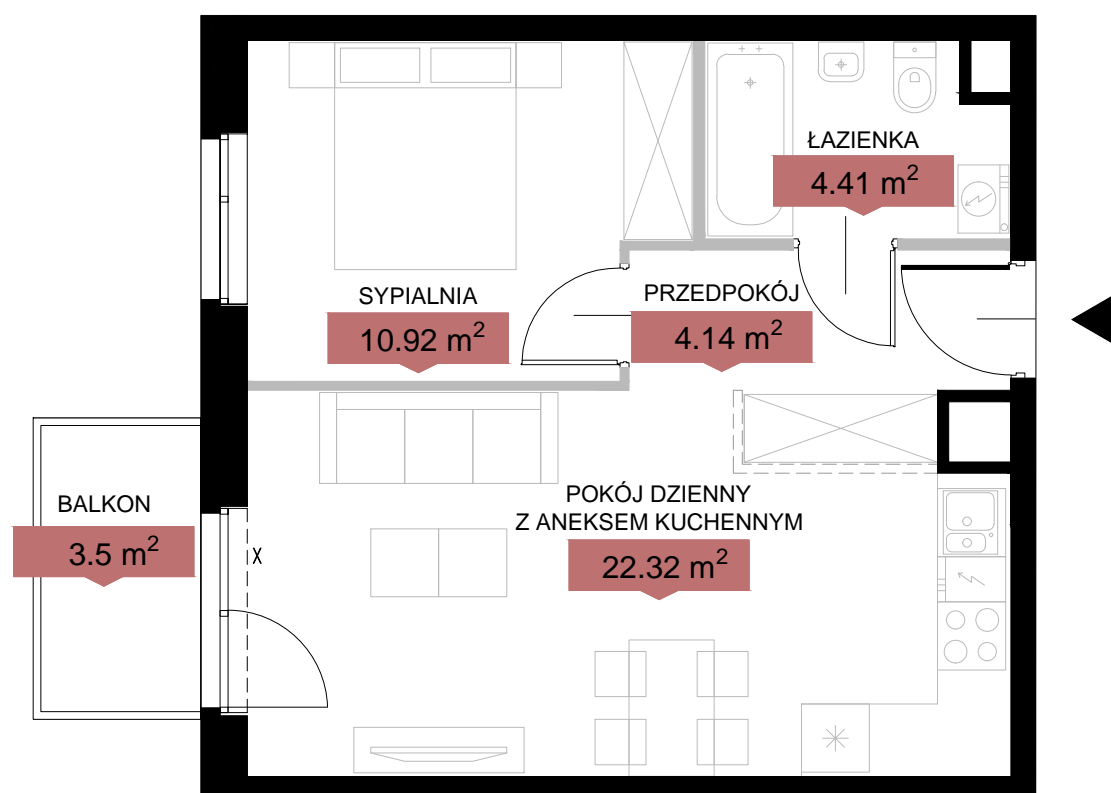 ŁAZIENKA
4.41 m²
SYPIALNIA
10.92 m²
PRZEDPOKÓJ
4.14 m²
BALKON
3.5 m²
X
POKÓJ DZIENNY
Z ANEKSEM KUCHENNYM
22.32 m²